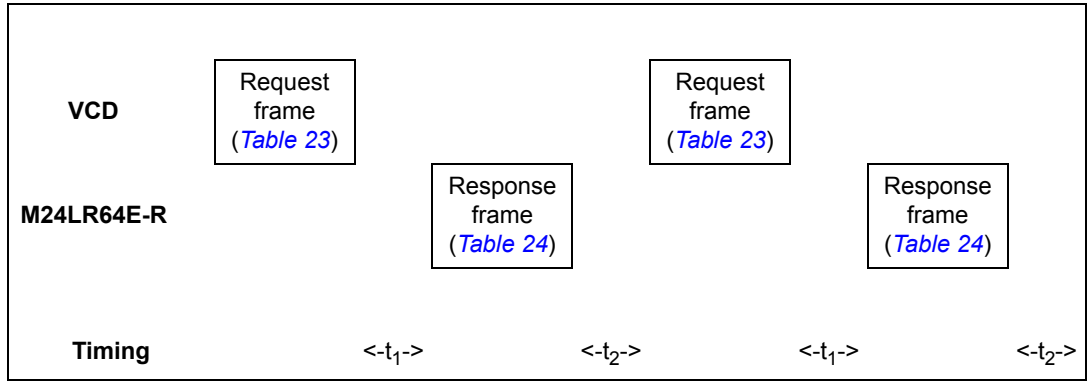 VCD
Request
frame
(Table 23)
Request
frame
(Table 23)
M24LR64E-R
Response
frame
(Table 24)
Response
frame
(Table 24)
Timing <-t₁-> <-t₂-> <-t₁-> <-t₂->